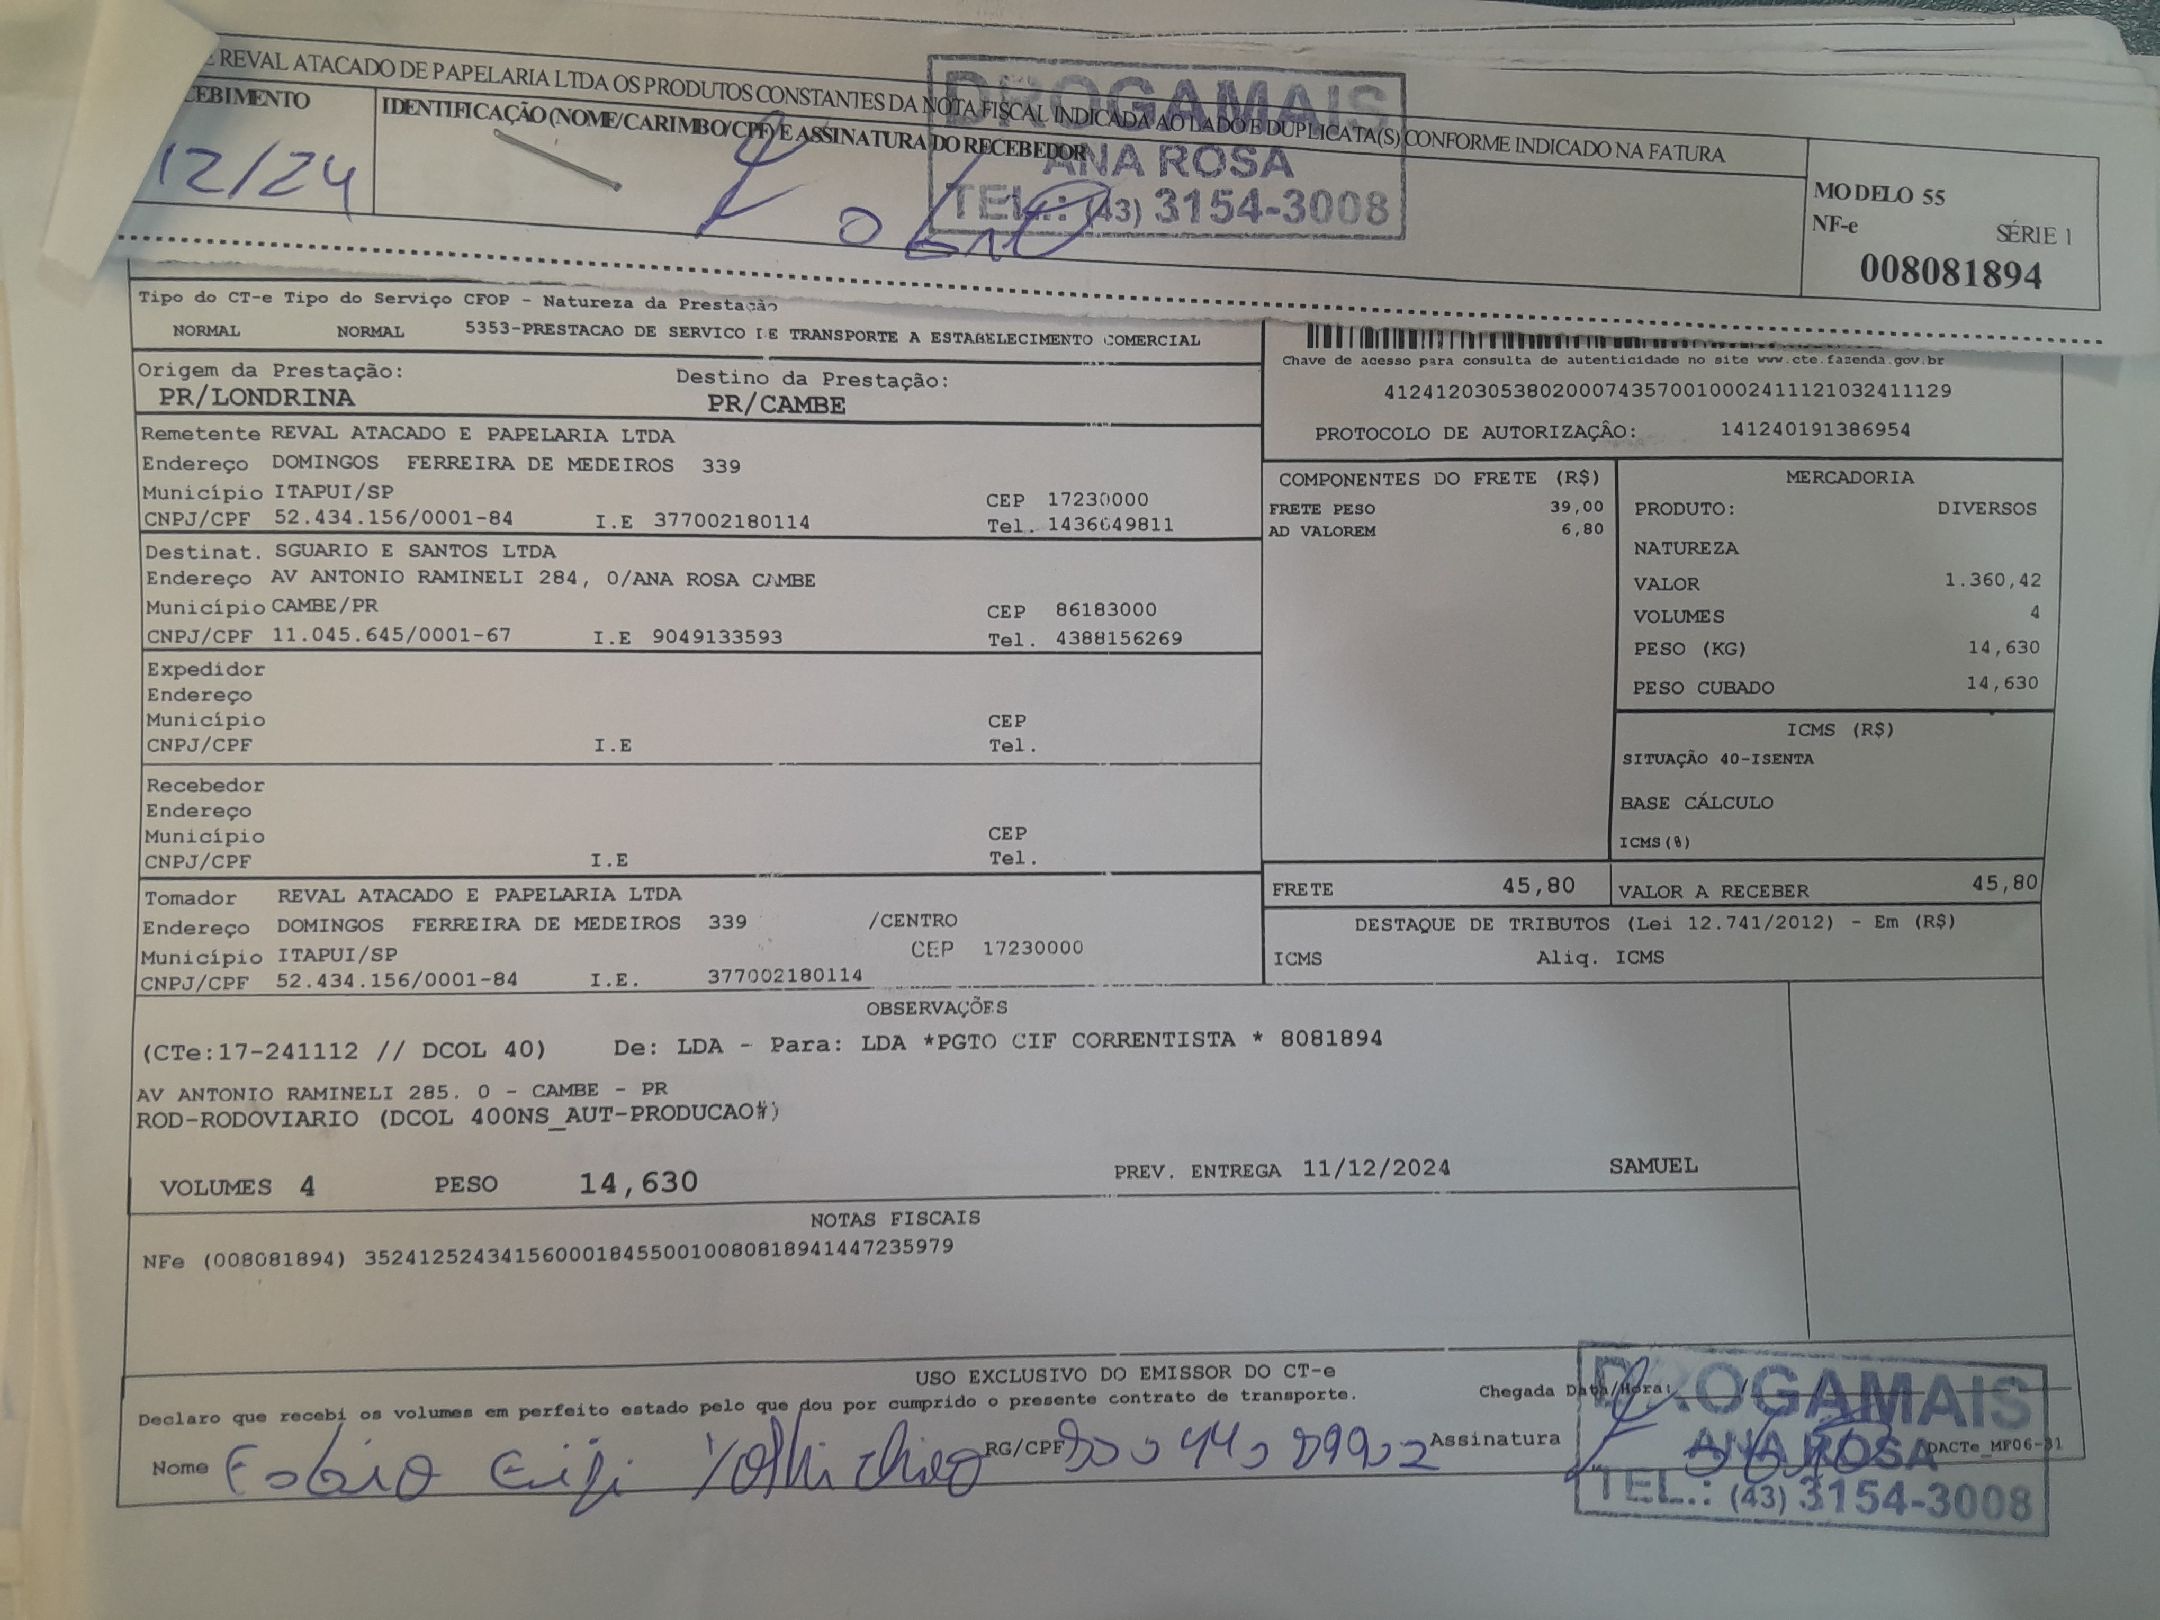 REVAL ATACADO DE PAPELARIA LTDA OS PRODUTOS CONSTANTES DA NOTA FISCAL INDICADA AO LADO E DUPLICATA(S) CONFORME INDICADO NA FATURA
CEBIMENTO
IDENTIFICAÇÃO (NOME/CARIMBO/CPF) E ASSINATURA DO RECEBEDOR
12/24
DROGAMAIS
ANA ROSA
TEL.: (43) 3154-3008
MODELO 55
NF-e SÉRIE 1
008081894
Tipo do CT-e Tipo do Serviço CFOP - Natureza da Prestação
NORMAL NORMAL 5353-PRESTACAO DE SERVICO DE TRANSPORTE A ESTABELECIMENTO COMERCIAL
Chave de acesso para consulta de autenticidade no site www.cte.fazenda.gov.br
41241203053802000743570010002411121032411129
PROTOCOLO DE AUTORIZAÇÃO: 141240191386954
Origem da Prestação: Destino da Prestação:
PR/LONDRINA PR/CAMBE
Remetente REVAL ATACADO E PAPELARIA LTDA
Endereço DOMINGOS FERREIRA DE MEDEIROS 339
Município ITAPUI/SP CEP 17230000
CNPJ/CPF 52.434.156/0001-84 I.E 377002180114 Tel. 1436649811
Destinat. SGUARIO E SANTOS LTDA
Endereço AV ANTONIO RAMINELI 284, 0/ANA ROSA CAMBE
Município CAMBE/PR CEP 86183000
CNPJ/CPF 11.045.645/0001-67 I.E 9049133593 Tel. 4388156269
Expedidor
Endereço
Município CEP
CNPJ/CPF I.E Tel.
Recebedor
Endereço
Município CEP
CNPJ/CPF I.E Tel.
Tomador REVAL ATACADO E PAPELARIA LTDA
Endereço DOMINGOS FERREIRA DE MEDEIROS 339 /CENTRO
Município ITAPUI/SP CEP 17230000
CNPJ/CPF 52.434.156/0001-84 I.E. 377002180114
COMPONENTES DO FRETE (R$)
FRETE PESO 39,00
AD VALOREM 6,80
MERCADORIA
PRODUTO: DIVERSOS
NATUREZA
VALOR 1.360,42
VOLUMES 4
PESO (KG) 14,630
PESO CUBADO 14,630
ICMS (R$)
SITUAÇÃO 40-ISENTA
BASE CÁLCULO
ICMS(%)
FRETE 45,80 VALOR A RECEBER 45,80
DESTAQUE DE TRIBUTOS (Lei 12.741/2012) - Em (R$)
ICMS Aliq. ICMS
OBSERVAÇÕES
(CTe:17-241112 // DCOL 40) De: LDA - Para: LDA *PGTO CIF CORRENTISTA * 8081894
AV ANTONIO RAMINELI 285. 0 - CAMBE - PR
ROD-RODOVIARIO (DCOL 400NS_AUT-PRODUCAO#)
VOLUMES 4 PESO 14,630 PREV. ENTREGA 11/12/2024 SAMUEL
NOTAS FISCAIS
NFe (008081894) 35241252434156000184550010080818941447235979
USO EXCLUSIVO DO EMISSOR DO CT-e
Declaro que recebi os volumes em perfeito estado pelo que dou por cumprido o presente contrato de transporte. Chegada Data/Hora:
Nome Fabio RG/CPF Assinatura DACTe_MF06-31
DROGAMAIS
ANA ROSA
TEL.: (43) 3154-3008